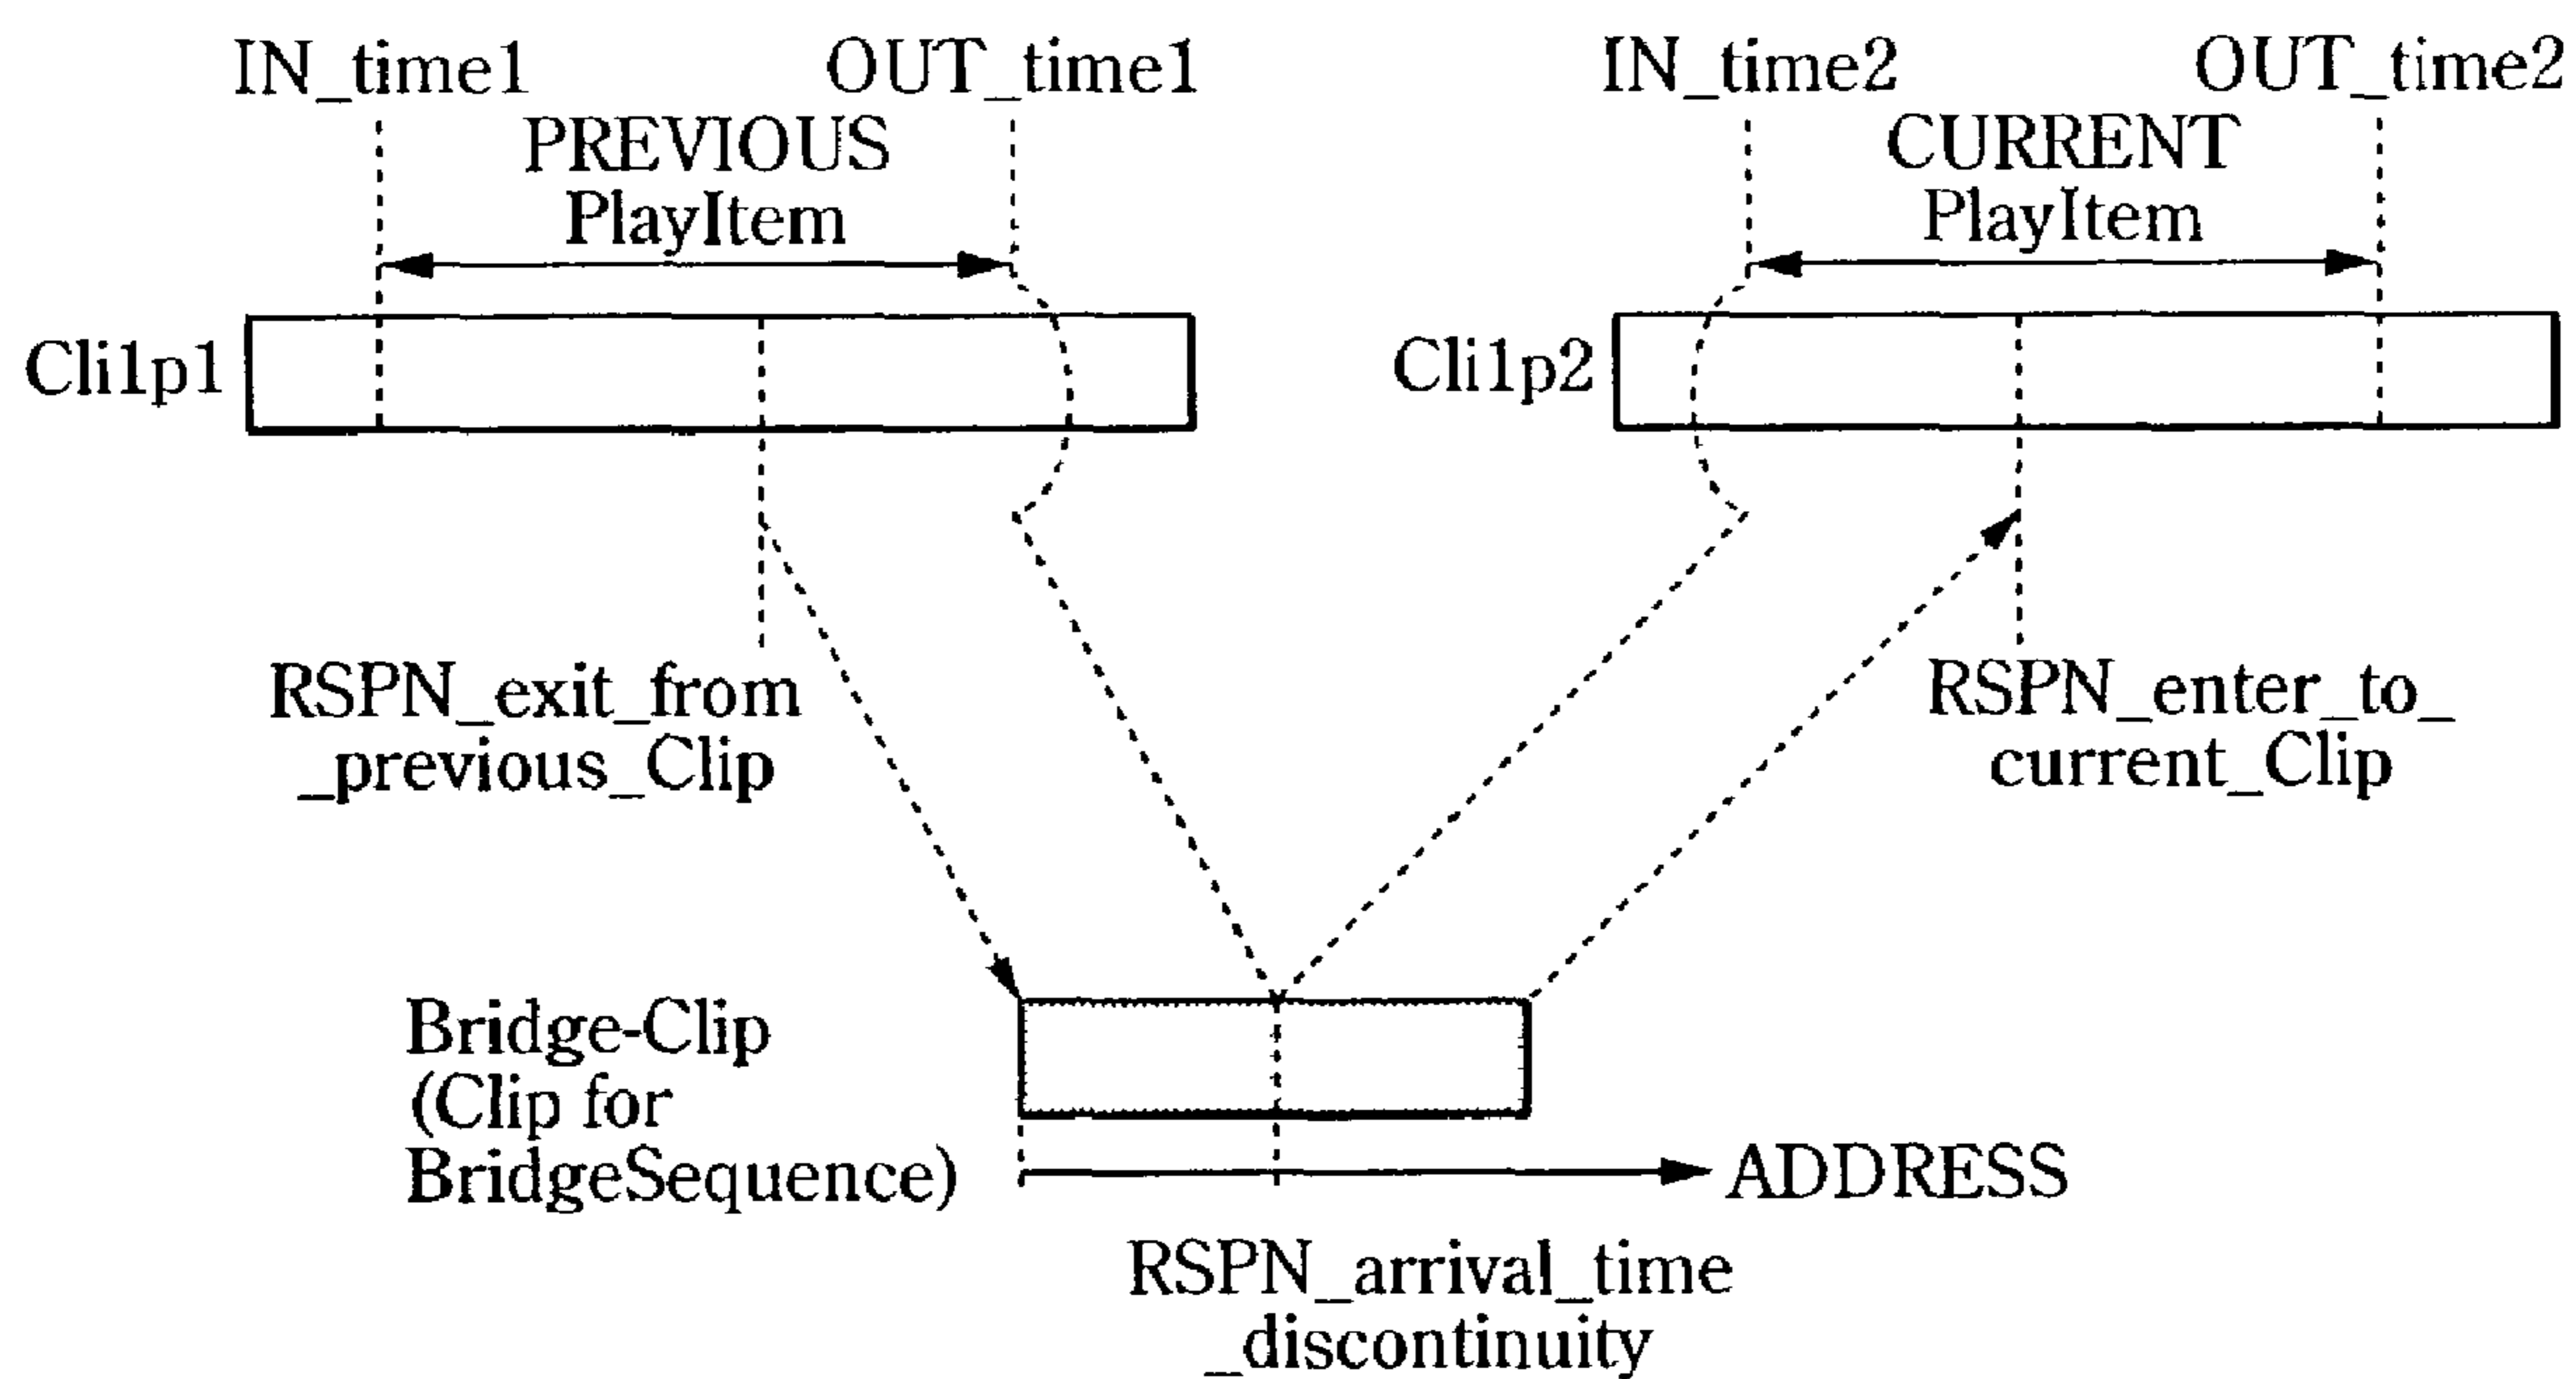 IN_time1
OUT_time1
IN_time2
OUT_time2
PREVIOUS
PlayItem
CURRENT
PlayItem
Cli1p1
Cli1p2
RSPN_exit_from
_previous_Clip
RSPN_enter_to_
current_Clip
Bridge-Clip
(Clip for
BridgeSequence)
ADDRESS
RSPN_arrival_time
_discontinuity